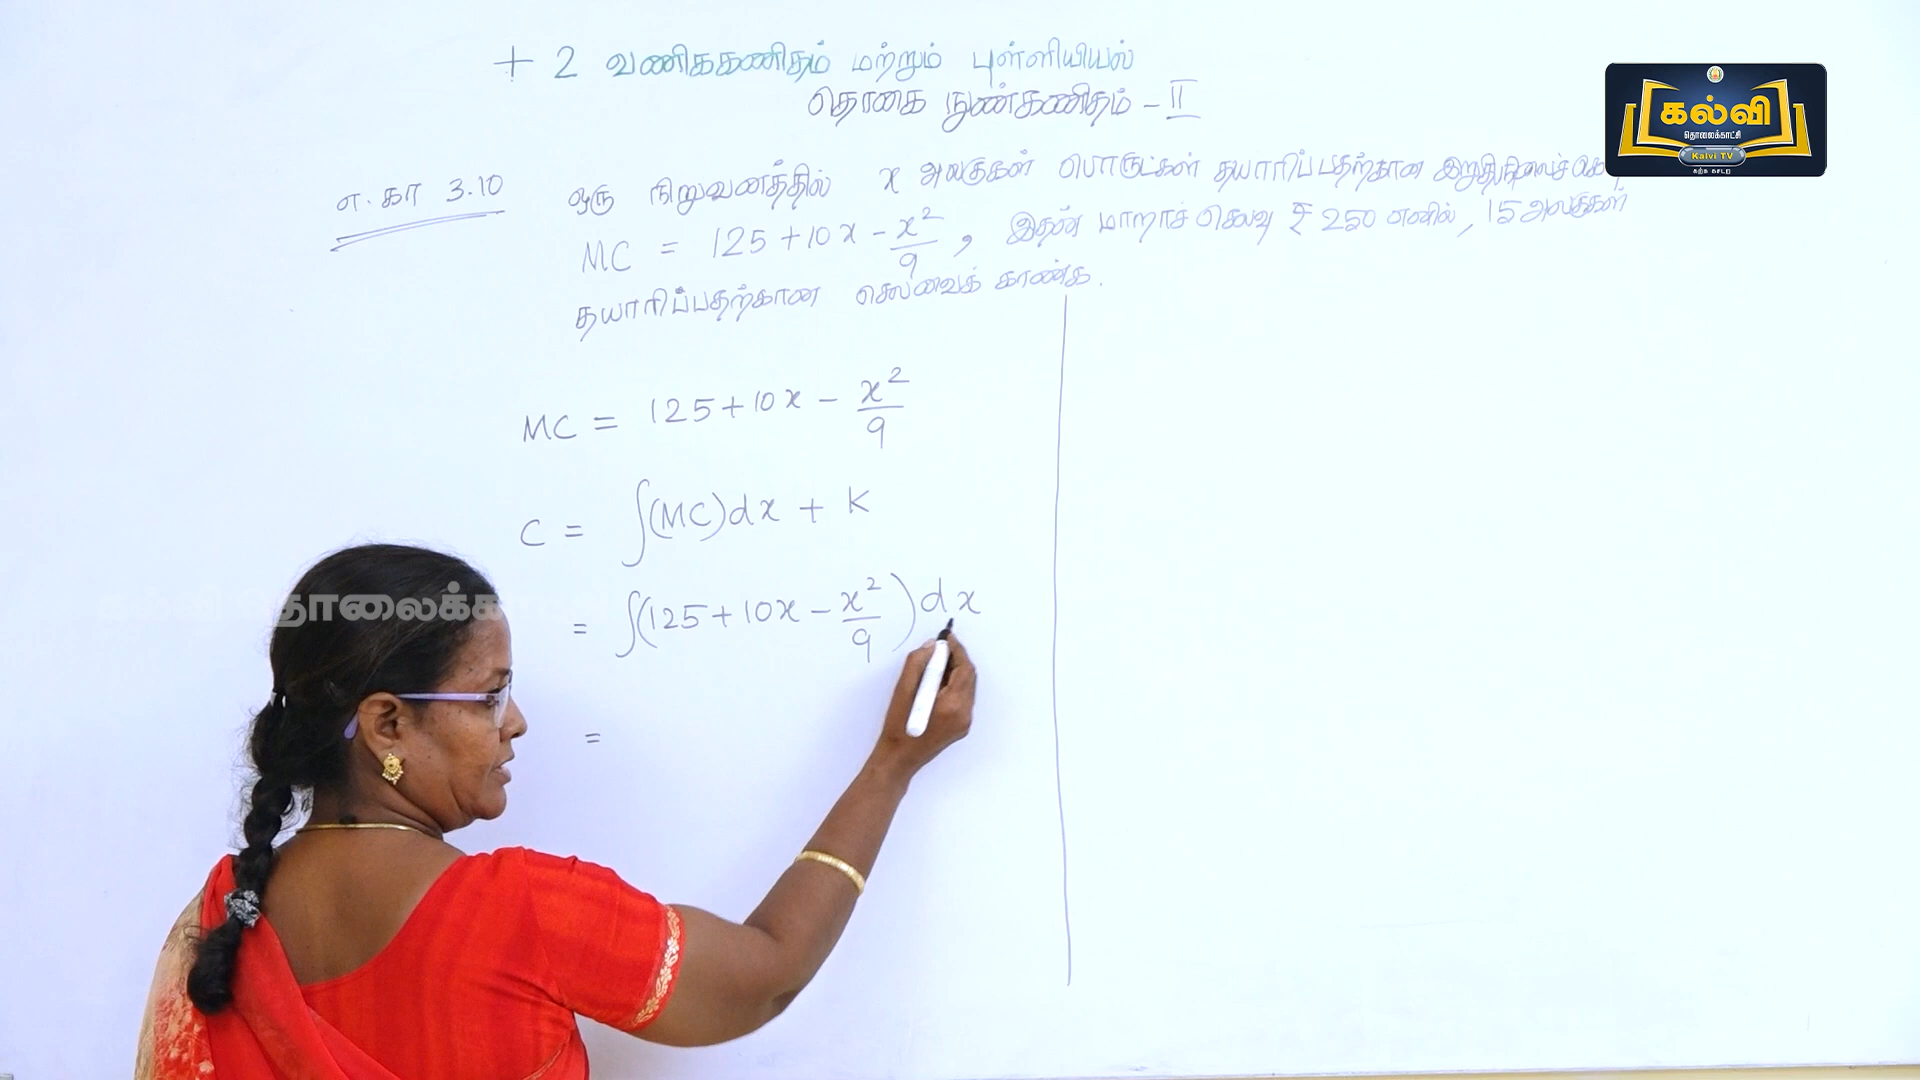 + 2 வணிககணிதம் மற்றும் புள்ளியியல்
தொகை நுண்கணிதம் - II
எ. கா 3.10 ஒரு நிறுவனத்தில் x அலகுகள் பொருட்கள் தயாரிப்பதற்கான இறுதிநிலைச்
MC = 125 + 10x - x²/9 , இதன் மாறாச் செலவு ₹ 250 எனில் , 15 அலகுகள்
தயாரிப்பதற்கான செலவைக் காண்க .
MC = 125 + 10x - x²/9
C = ∫(MC)dx + k
= ∫(125 + 10x - x²/9) dx
=
கல்வி
தொலைக்காட்சி
Kalvi TV
கற்க கசடற